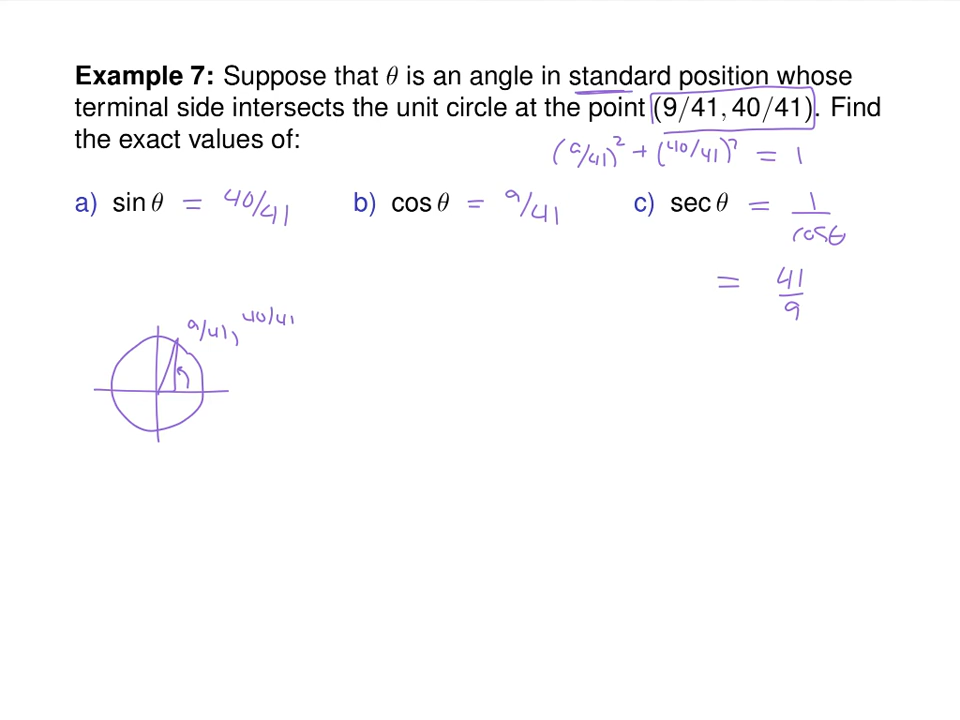 Example 7: Suppose that θ is an angle in standard position whose
terminal side intersects the unit circle at the point (9/41, 40/41). Find
the exact values of:
(9/41)² + (40/41)² = 1
a) sin θ = 40/41 b) cos θ = 9/41 c) sec θ = 1/cosθ
= 41/9
9/41, 40/41